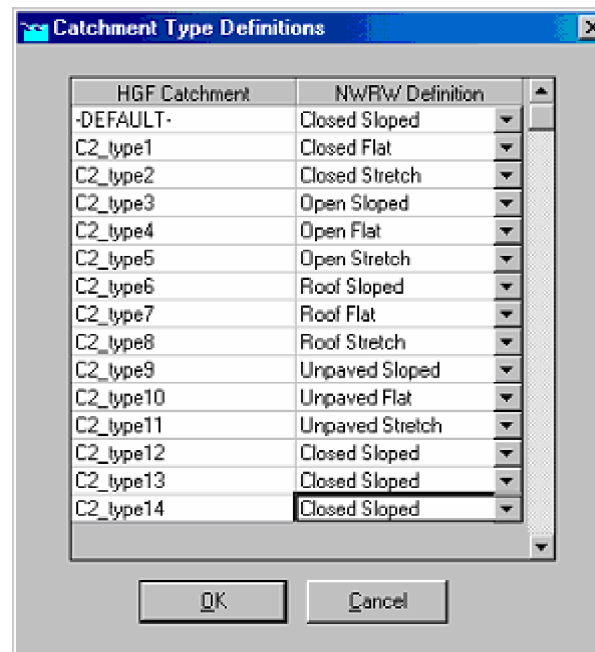 Catchment Type Definitions
HGF Catchment NWRW Definition
-DEFAULT- Closed Sloped
C2_type1 Closed Flat
C2_type2 Closed Stretch
C2_type3 Open Sloped
C2_type4 Open Flat
C2_type5 Open Stretch
C2_type6 Roof Sloped
C2_type7 Roof Flat
C2_type8 Roof Stretch
C2_type9 Unpaved Sloped
C2_type10 Unpaved Flat
C2_type11 Unpaved Stretch
C2_type12 Closed Sloped
C2_type13 Closed Sloped
C2_type14 Closed Sloped
OK Cancel